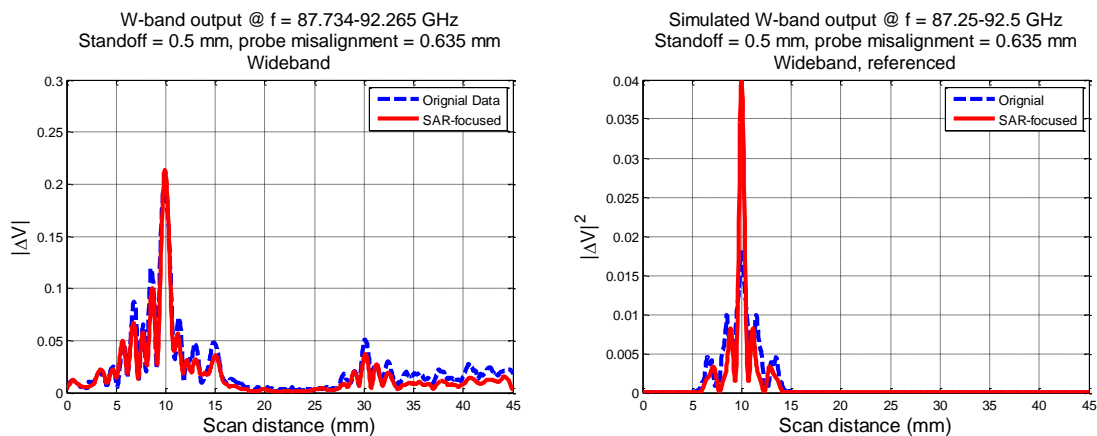 W-band output @ f = 87.734-92.265 GHz
Standoff = 0.5 mm, probe misalignment = 0.635 mm
Wideband
0.3
0.25
0.2
0.15
0.1
0.05
0
|ΔV|
Orignial Data
SAR-focused
0 5 10 15 20 25 30 35 40 45
Scan distance (mm)
Simulated W-band output @ f = 87.25-92.5 GHz
Standoff = 0.5 mm, probe misalignment = 0.635 mm
Wideband, referenced
0.04
0.035
0.03
0.025
0.02
0.015
0.01
0.005
0
|ΔV|²
Orignial
SAR-focused
0 5 10 15 20 25 30 35 40 45
Scan distance (mm)